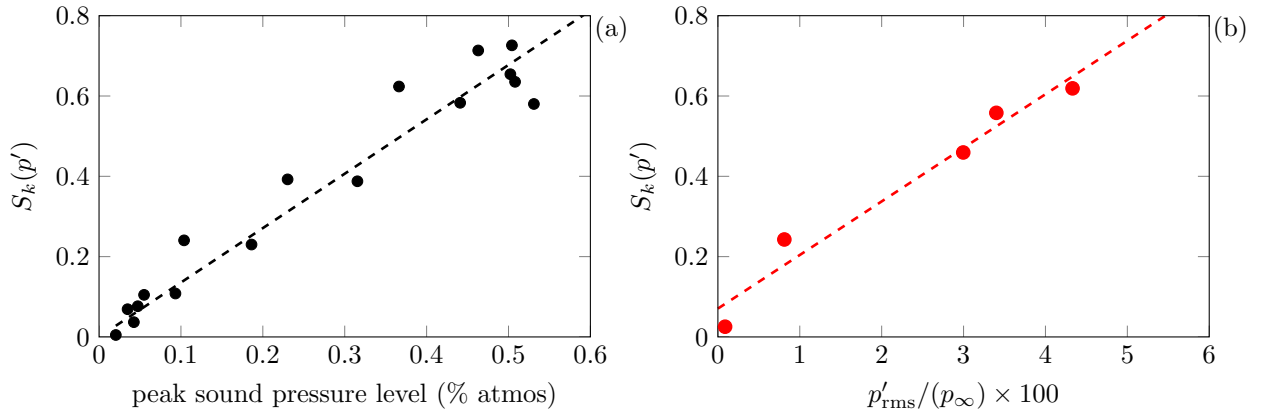 0.8
0.6
0.4
0.2
0
S_k(p′)
0 0.1 0.2 0.3 0.4 0.5 0.6
peak sound pressure level (% atmos)
(a)
0.8
0.6
0.4
0.2
0
S_k(p′)
0 1 2 3 4 5 6
p′_rms/(p_∞) × 100
(b)